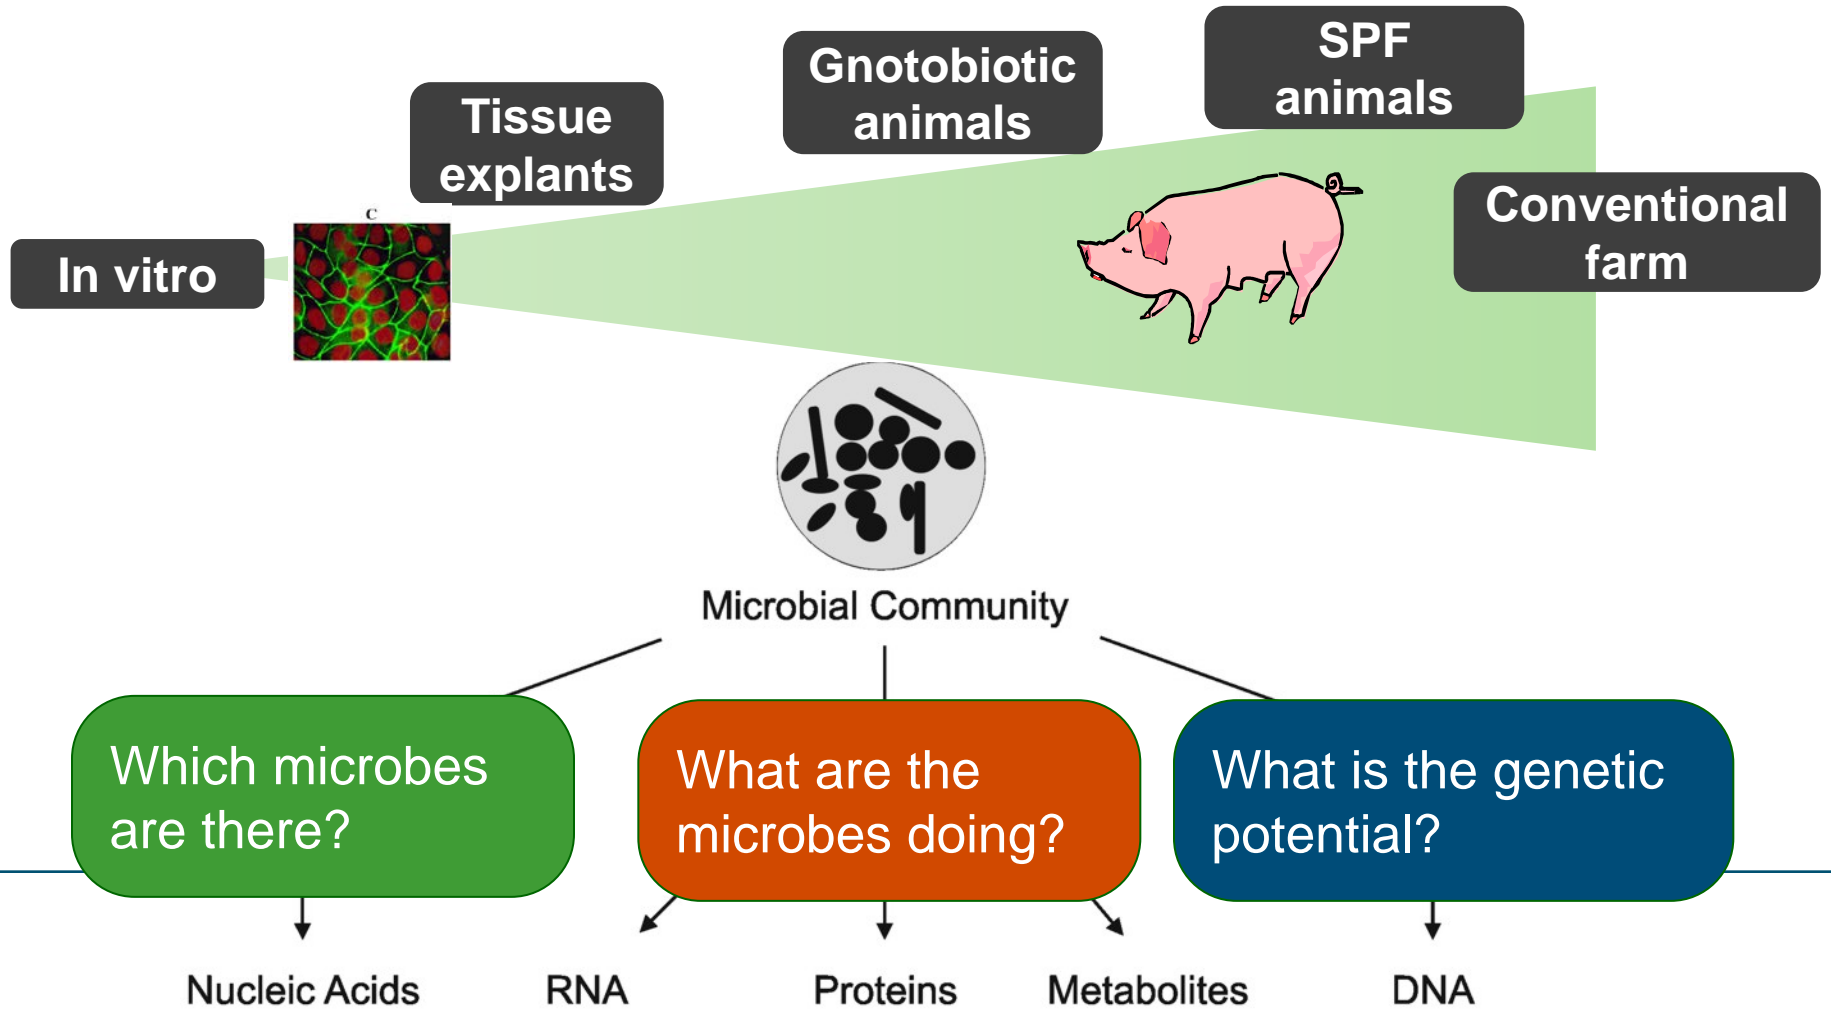 SPF
animals
Gnotobiotic
animals
Tissue
explants
Conventional
farm
C
In vitro
Microbial Community
Which microbes
are there?
What are the
microbes doing?
What is the genetic
potential?
Nucleic Acids
RNA
Proteins
Metabolites
DNA